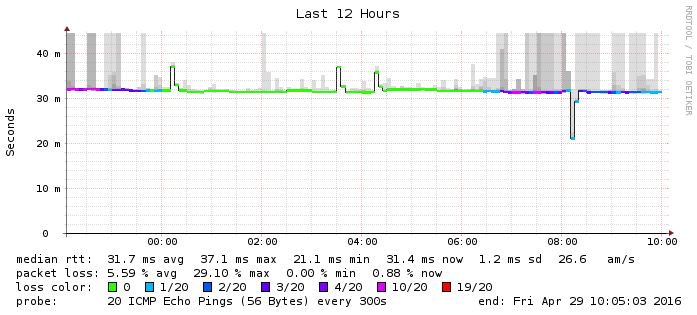 Last 12 Hours
RRDTOOL / TOBI OETIKER
Seconds
40 m
30 m
20 m
10 m
0
00:00 02:00 04:00 06:00 08:00 10:00
median rtt: 31.7 ms avg 37.1 ms max 21.1 ms min 31.4 ms now 1.2 ms sd 26.6 am/s
packet loss: 5.59 % avg 29.10 % max 0.00 % min 0.88 % now
loss color: 0 1/20 2/20 3/20 4/20 10/20 19/20
probe: 20 ICMP Echo Pings (56 Bytes) every 300s end: Fri Apr 29 10:05:03 2016